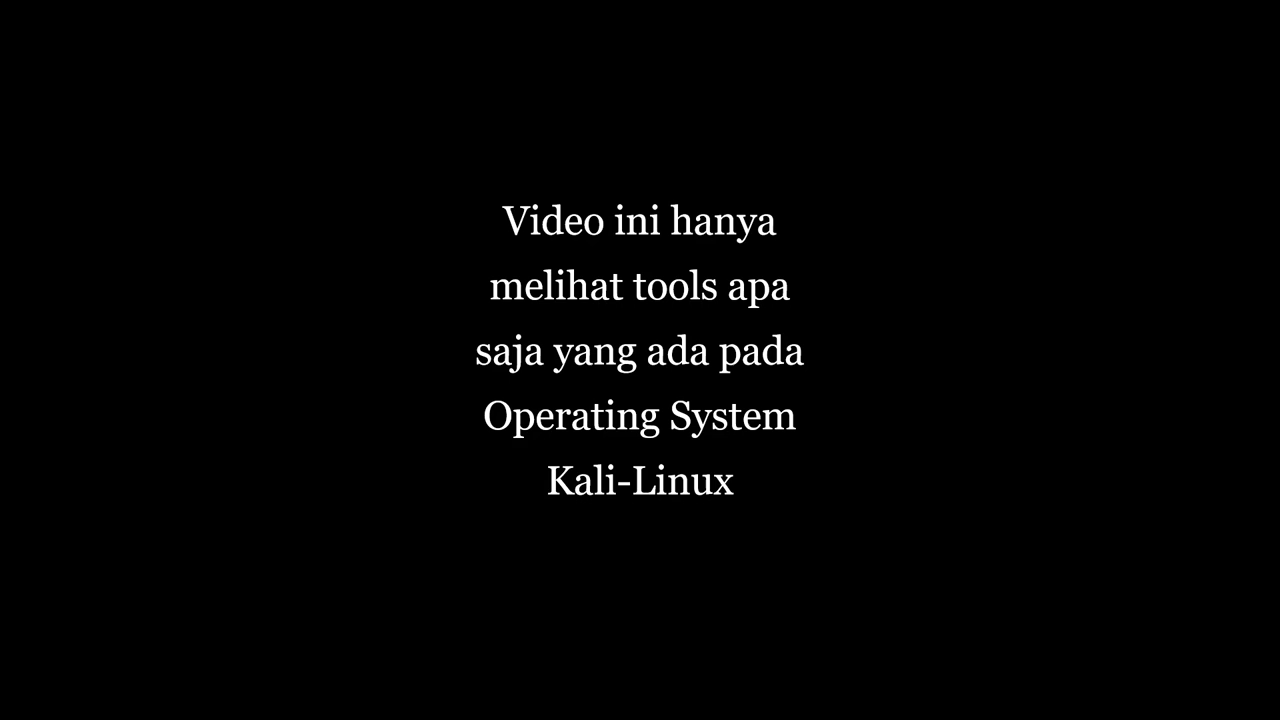 Video ini hanya
melihat tools apa
saja yang ada pada
Operating System
Kali-Linux